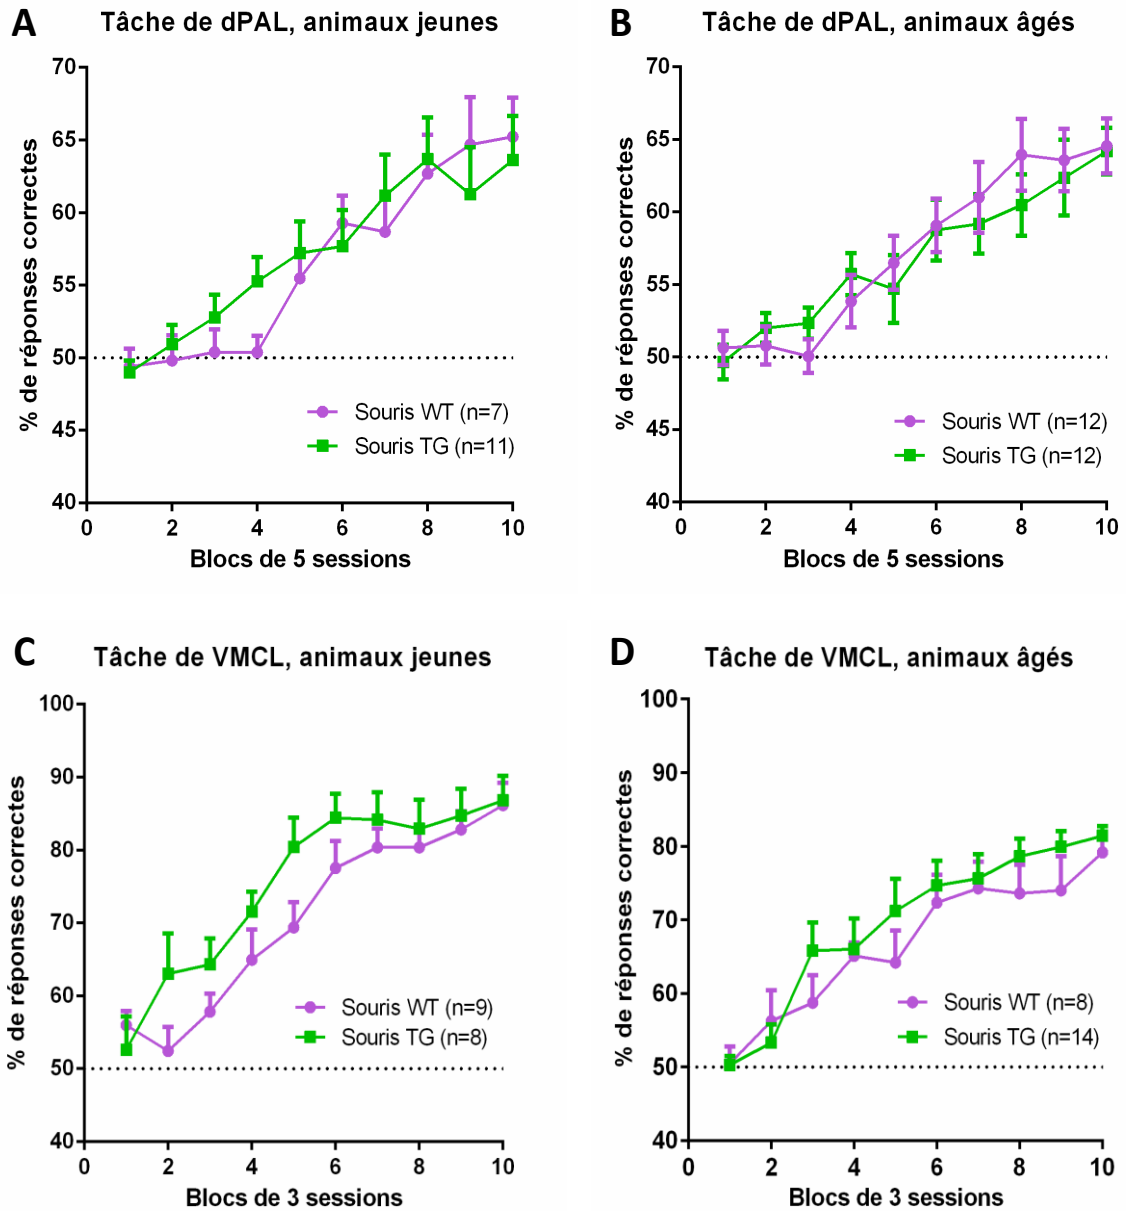 A
Tâche de dPAL, animaux jeunes
70
65
60
55
50
45
40
% de réponses correctes
Souris WT (n=7)
Souris TG (n=11)
0 2 4 6 8 10
Blocs de 5 sessions
B
Tâche de dPAL, animaux âgés
70
65
60
55
50
45
40
% de réponses correctes
Souris WT (n=12)
Souris TG (n=12)
0 2 4 6 8 10
Blocs de 5 sessions
C
Tâche de VMCL, animaux jeunes
100
90
80
70
60
50
40
% de réponses correctes
Souris WT (n=9)
Souris TG (n=8)
0 2 4 6 8 10
Blocs de 3 sessions
D
Tâche de VMCL, animaux âgés
100
90
80
70
60
50
40
% de réponses correctes
Souris WT (n=8)
Souris TG (n=14)
0 2 4 6 8 10
Blocs de 3 sessions